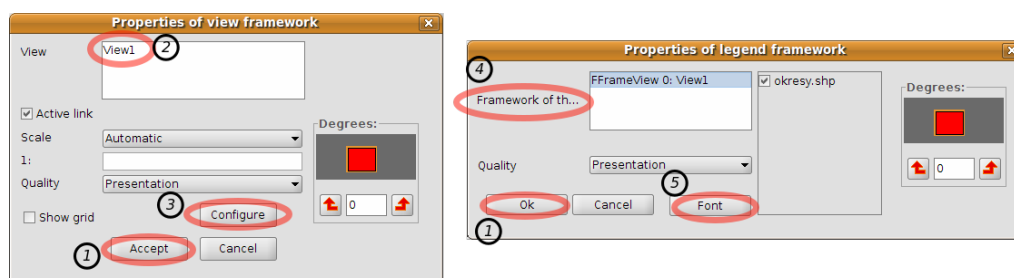 Properties of view framework
View
View1
2
Active link
Scale
Automatic
1:
Quality
Presentation
Show grid
3
Configure
1
Accept
Cancel
Degrees:
0
Properties of legend framework
4
Framework of th...
FFrameView 0: View1
okresy.shp
Quality
Presentation
5
Ok
Cancel
Font
1
Degrees:
0